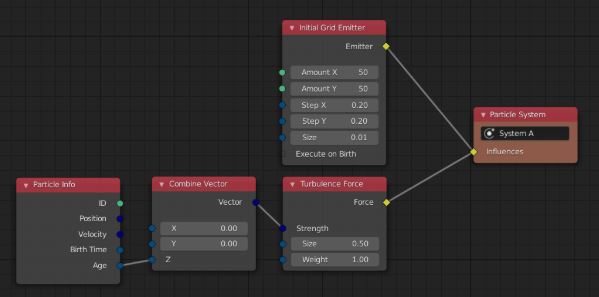 Initial Grid Emitter
Emitter
Amount X 50
Amount Y 50
Step X 0.20
Step Y 0.20
Size 0.01
Execute on Birth
Particle System
System A
Influences
Particle Info
ID
Position
Velocity
Birth Time
Age
Combine Vector
Vector
X 0.00
Y 0.00
Z
Turbulence Force
Force
Strength
Size 0.50
Weight 1.00